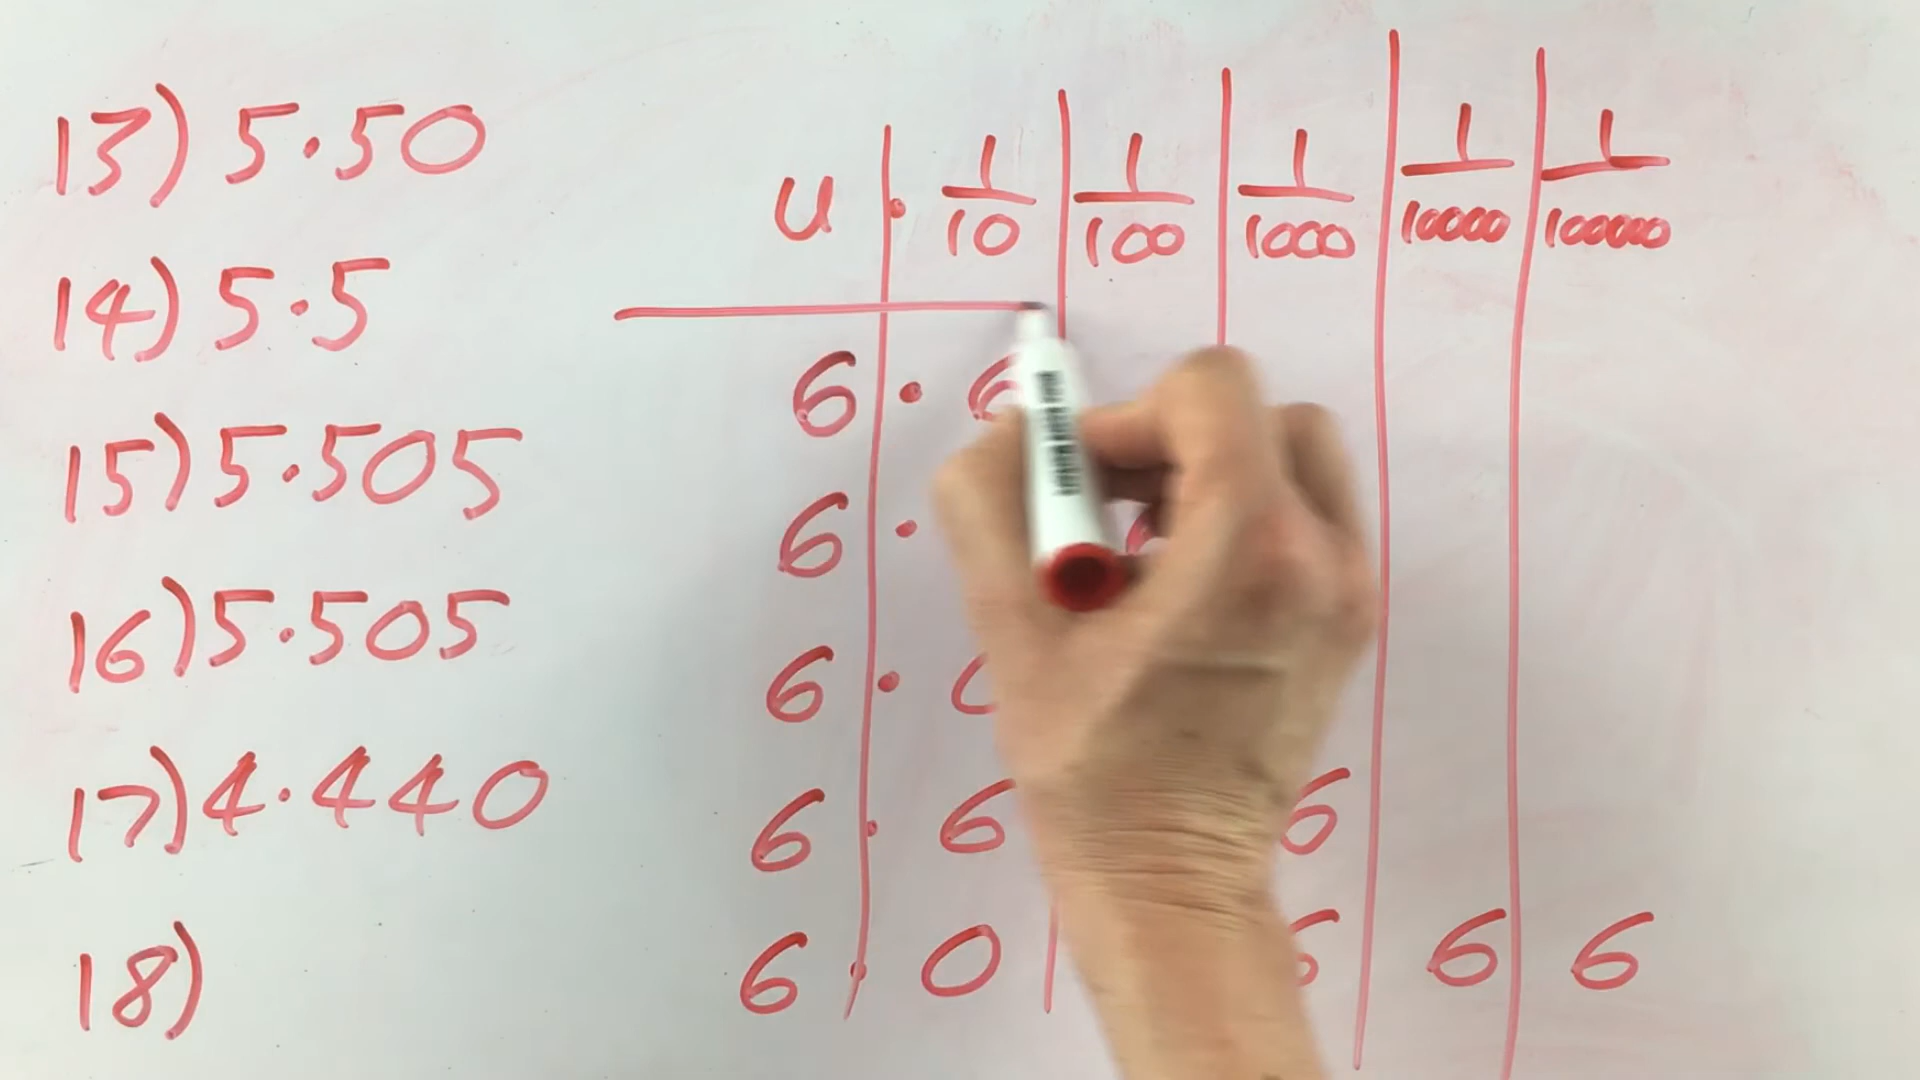 13) 5.50
14) 5.5
15) 5.505
16) 5.505
17) 4.440
18)
u . 1/10 1/100 1/1000 1/10000 1/100000
6 . 6
6 .
6 .
6 . 6 6
6 . 0 6 6 6